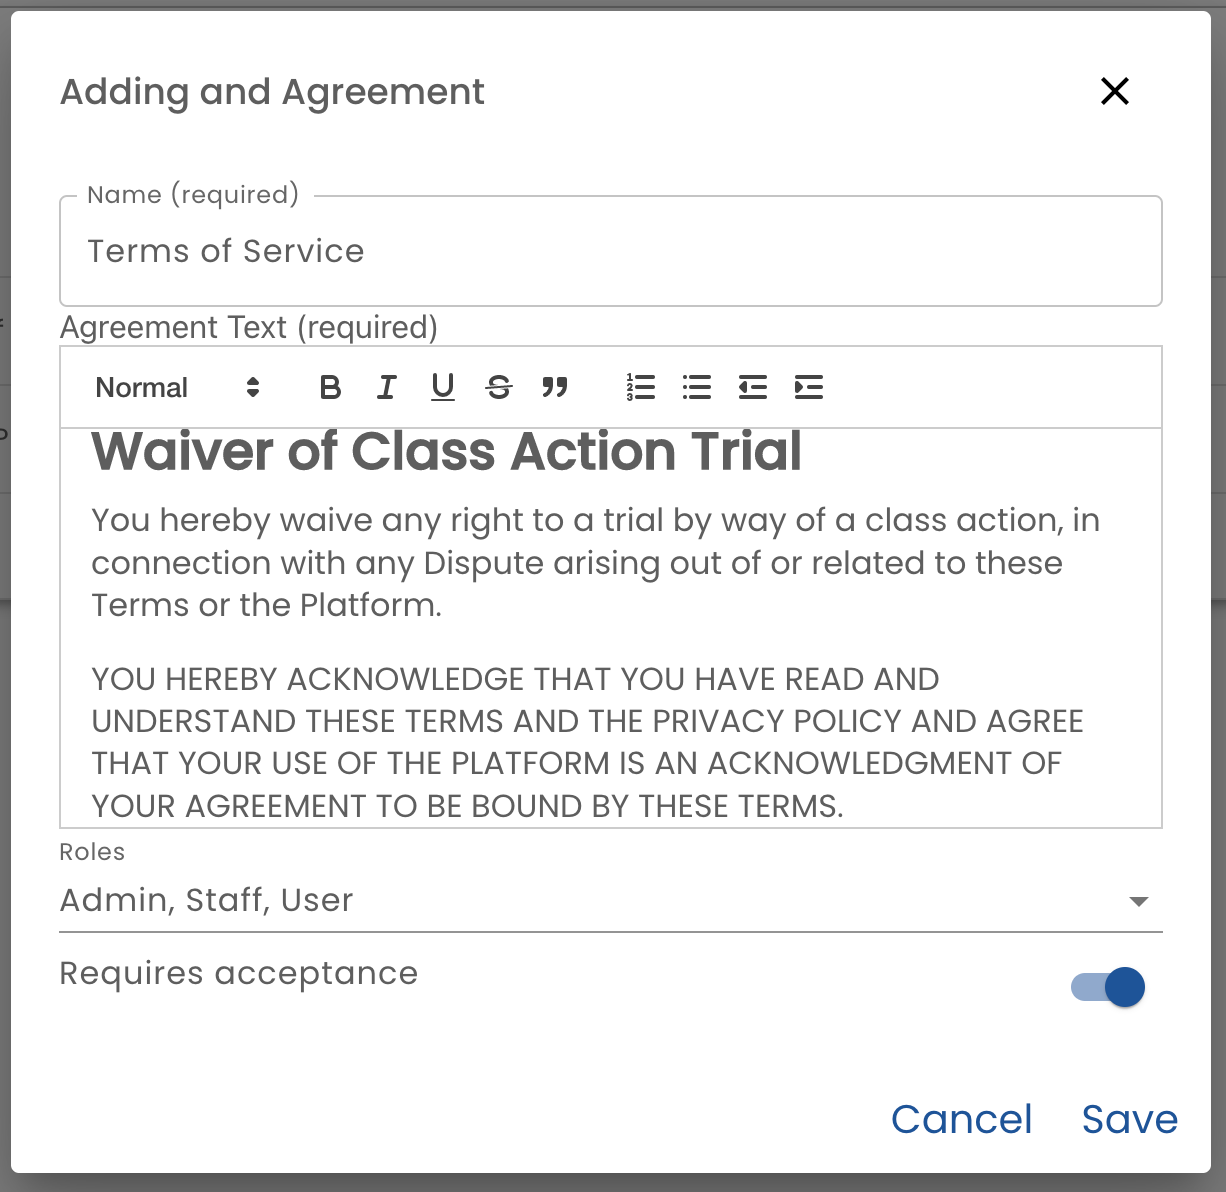 Adding and Agreement
Name (required)
Terms of Service
Agreement Text (required)
Normal
Waiver of Class Action Trial
You hereby waive any right to a trial by way of a class action, in
connection with any Dispute arising out of or related to these
Terms or the Platform.
YOU HEREBY ACKNOWLEDGE THAT YOU HAVE READ AND
UNDERSTAND THESE TERMS AND THE PRIVACY POLICY AND AGREE
THAT YOUR USE OF THE PLATFORM IS AN ACKNOWLEDGMENT OF
YOUR AGREEMENT TO BE BOUND BY THESE TERMS.
Roles
Admin, Staff, User
Requires acceptance
Cancel Save